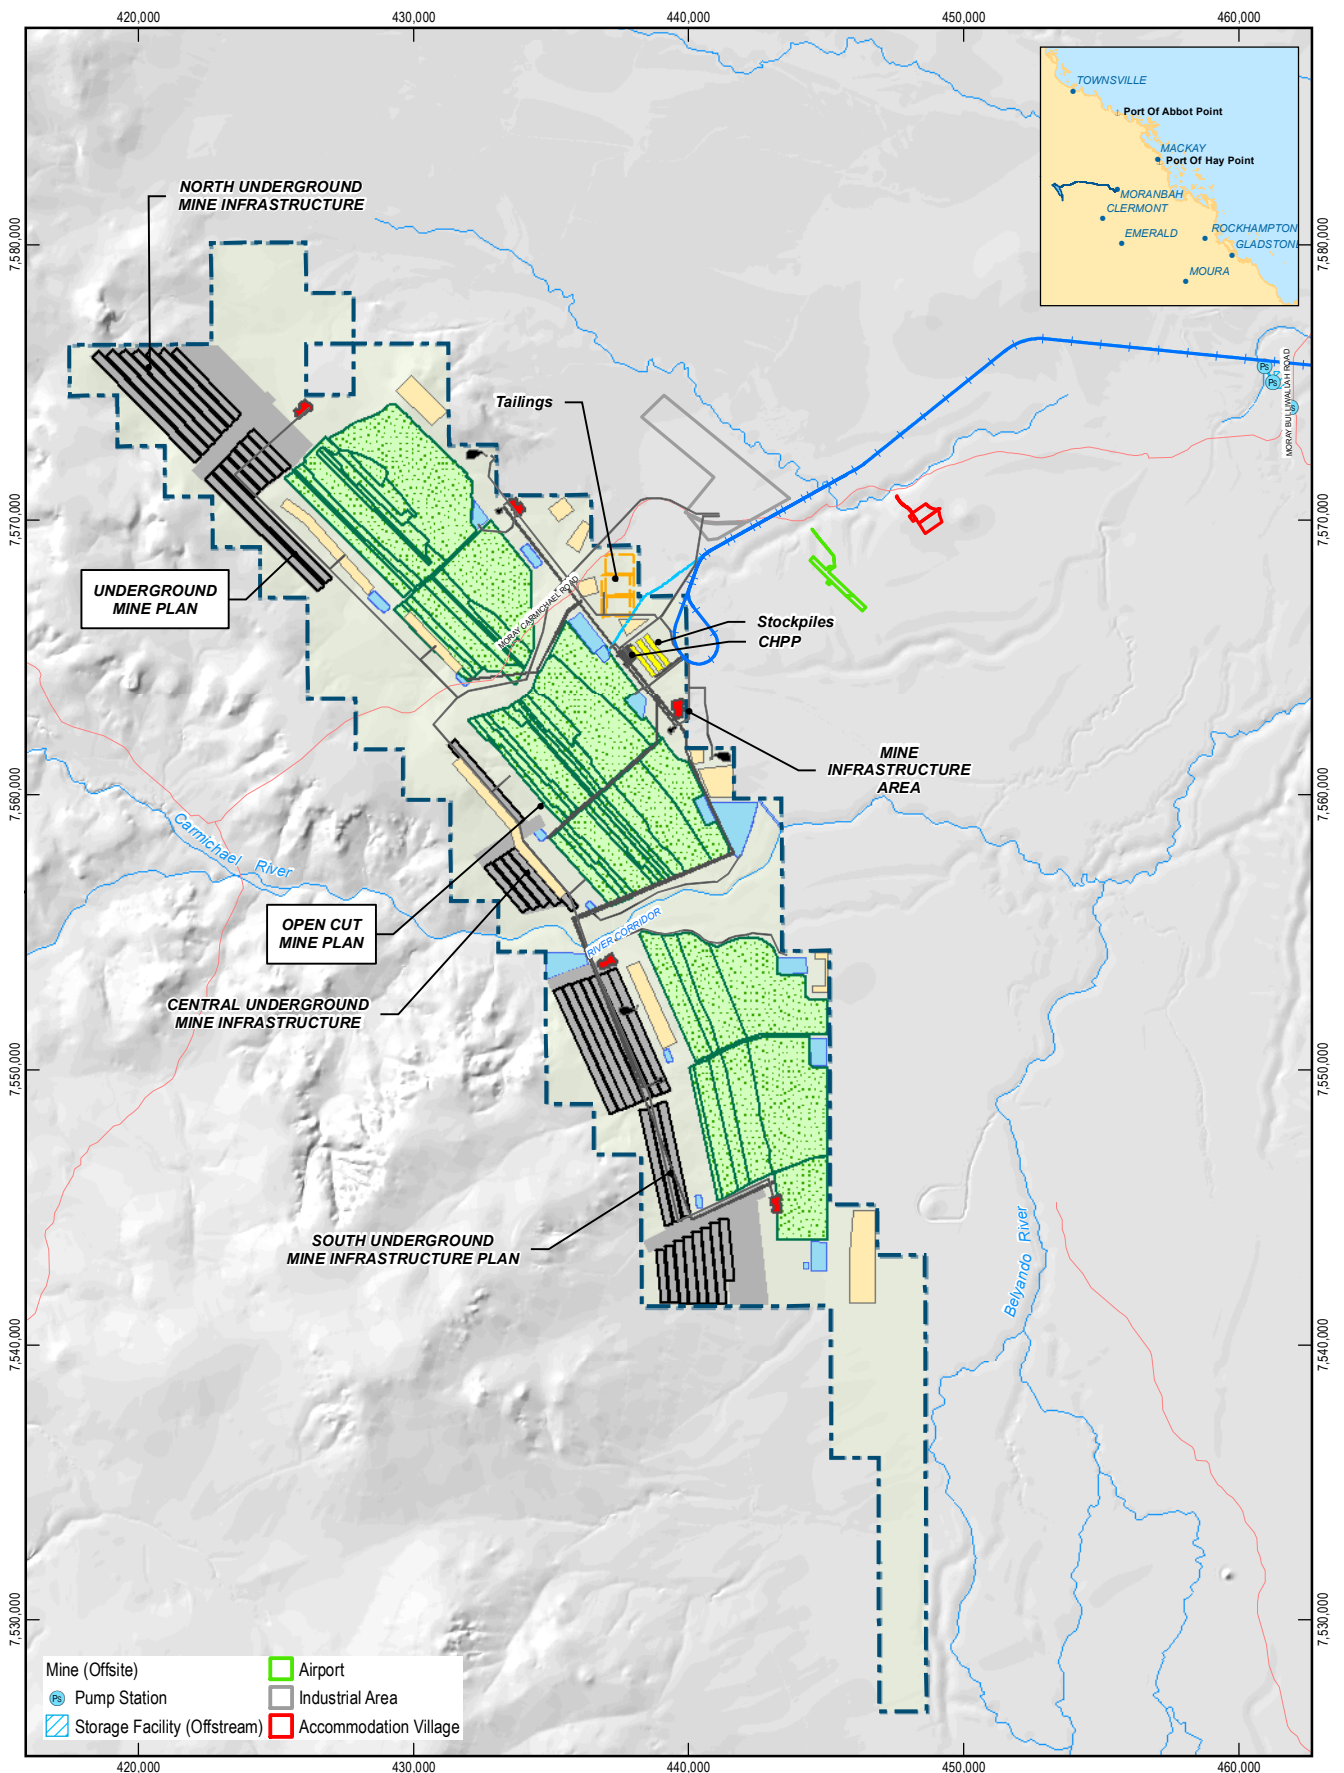 420,000
430,000
440,000
450,000
460,000
TOWNSVILLE
Port Of Abbot Point
MACKAY
Port Of Hay Point
MORANBAH
CLERMONT
EMERALD
ROCKHAMPTON
GLADSTONE
MOURA
NORTH UNDERGROUND
MINE INFRASTRUCTURE
7,580,000
7,580,000
MORAY BULLIWALLAH ROAD
Ps
Ps
s
Tailings
7,570,000
7,570,000
UNDERGROUND
MINE PLAN
MORAY CARMICHAEL ROAD
Stockpiles
CHPP
MINE
INFRASTRUCTURE
AREA
7,560,000
7,560,000
Carmichael River
OPEN CUT
MINE PLAN
RIVER CORRIDOR
CENTRAL UNDERGROUND
MINE INFRASTRUCTURE
7,550,000
7,550,000
SOUTH UNDERGROUND
MINE INFRASTRUCTURE PLAN
Belyando River
7,540,000
7,540,000
7,530,000
7,530,000
Mine (Offsite)
Ps Pump Station
Storage Facility (Offstream)
Airport
Industrial Area
Accommodation Village
420,000
430,000
440,000
450,000
460,000